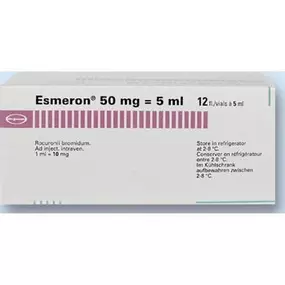 Esmeron® 50 mg = 5 ml
12 Fl./vials à 5 ml
Rocuronii bromidum.
Ad inject. intraven.
1 ml = 10 mg
Store in refrigerator
at 2-8 °C.
Conserver en réfrigérateur
entre 2-8 °C.
Im Kühlschrank
aufbewahren zwischen
2-8 °C